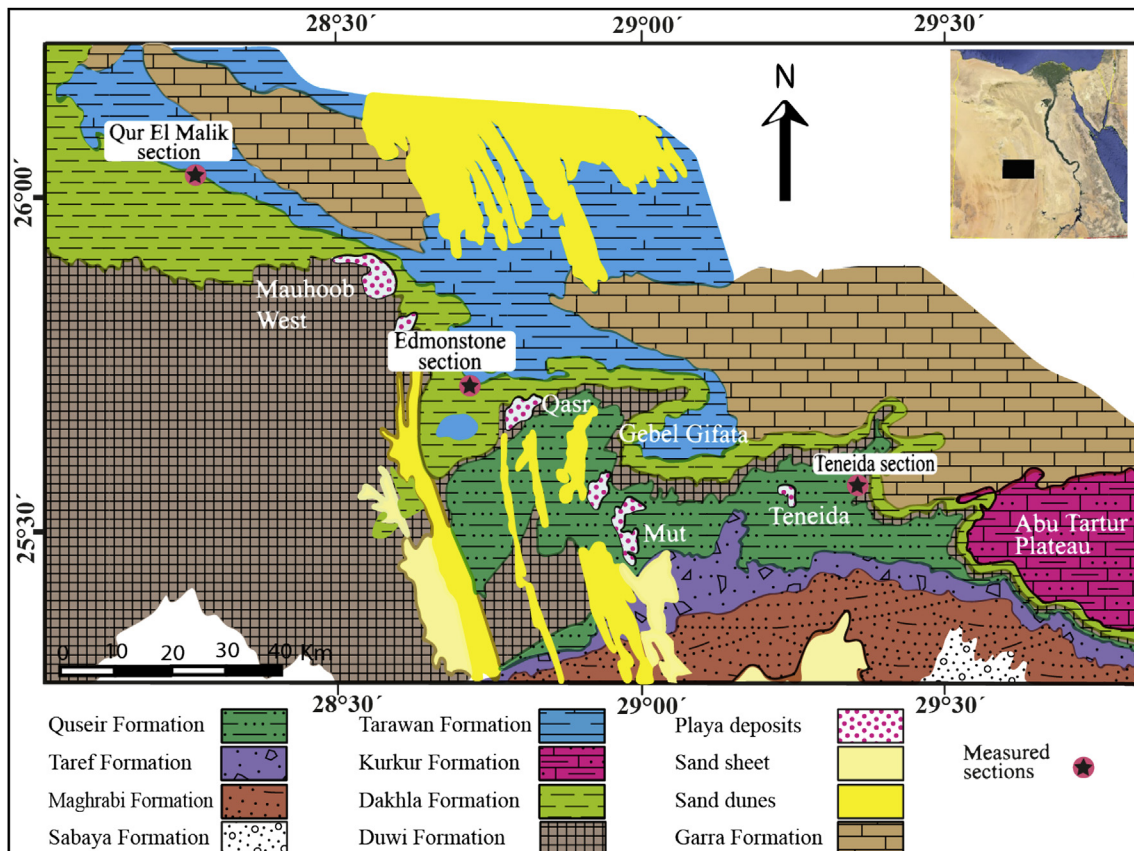 28°30´ 29°00´ 29°30´
N
Qur El Malik
section
26°00´
Mauhoob
West
Edmonstone
section
Qasr
Gebel Gifata
Teneida section
25°30´
Mut
Teneida
Abu Tartur
Plateau
0 10 20 30 40 Km
28°30´ 29°00´ 29°30´
Quseir Formation
Taref Formation
Maghrabi Formation
Sabaya Formation
Tarawan Formation
Kurkur Formation
Dakhla Formation
Duwi Formation
Playa deposits
Sand sheet
Sand dunes
Garra Formation
Measured
sections